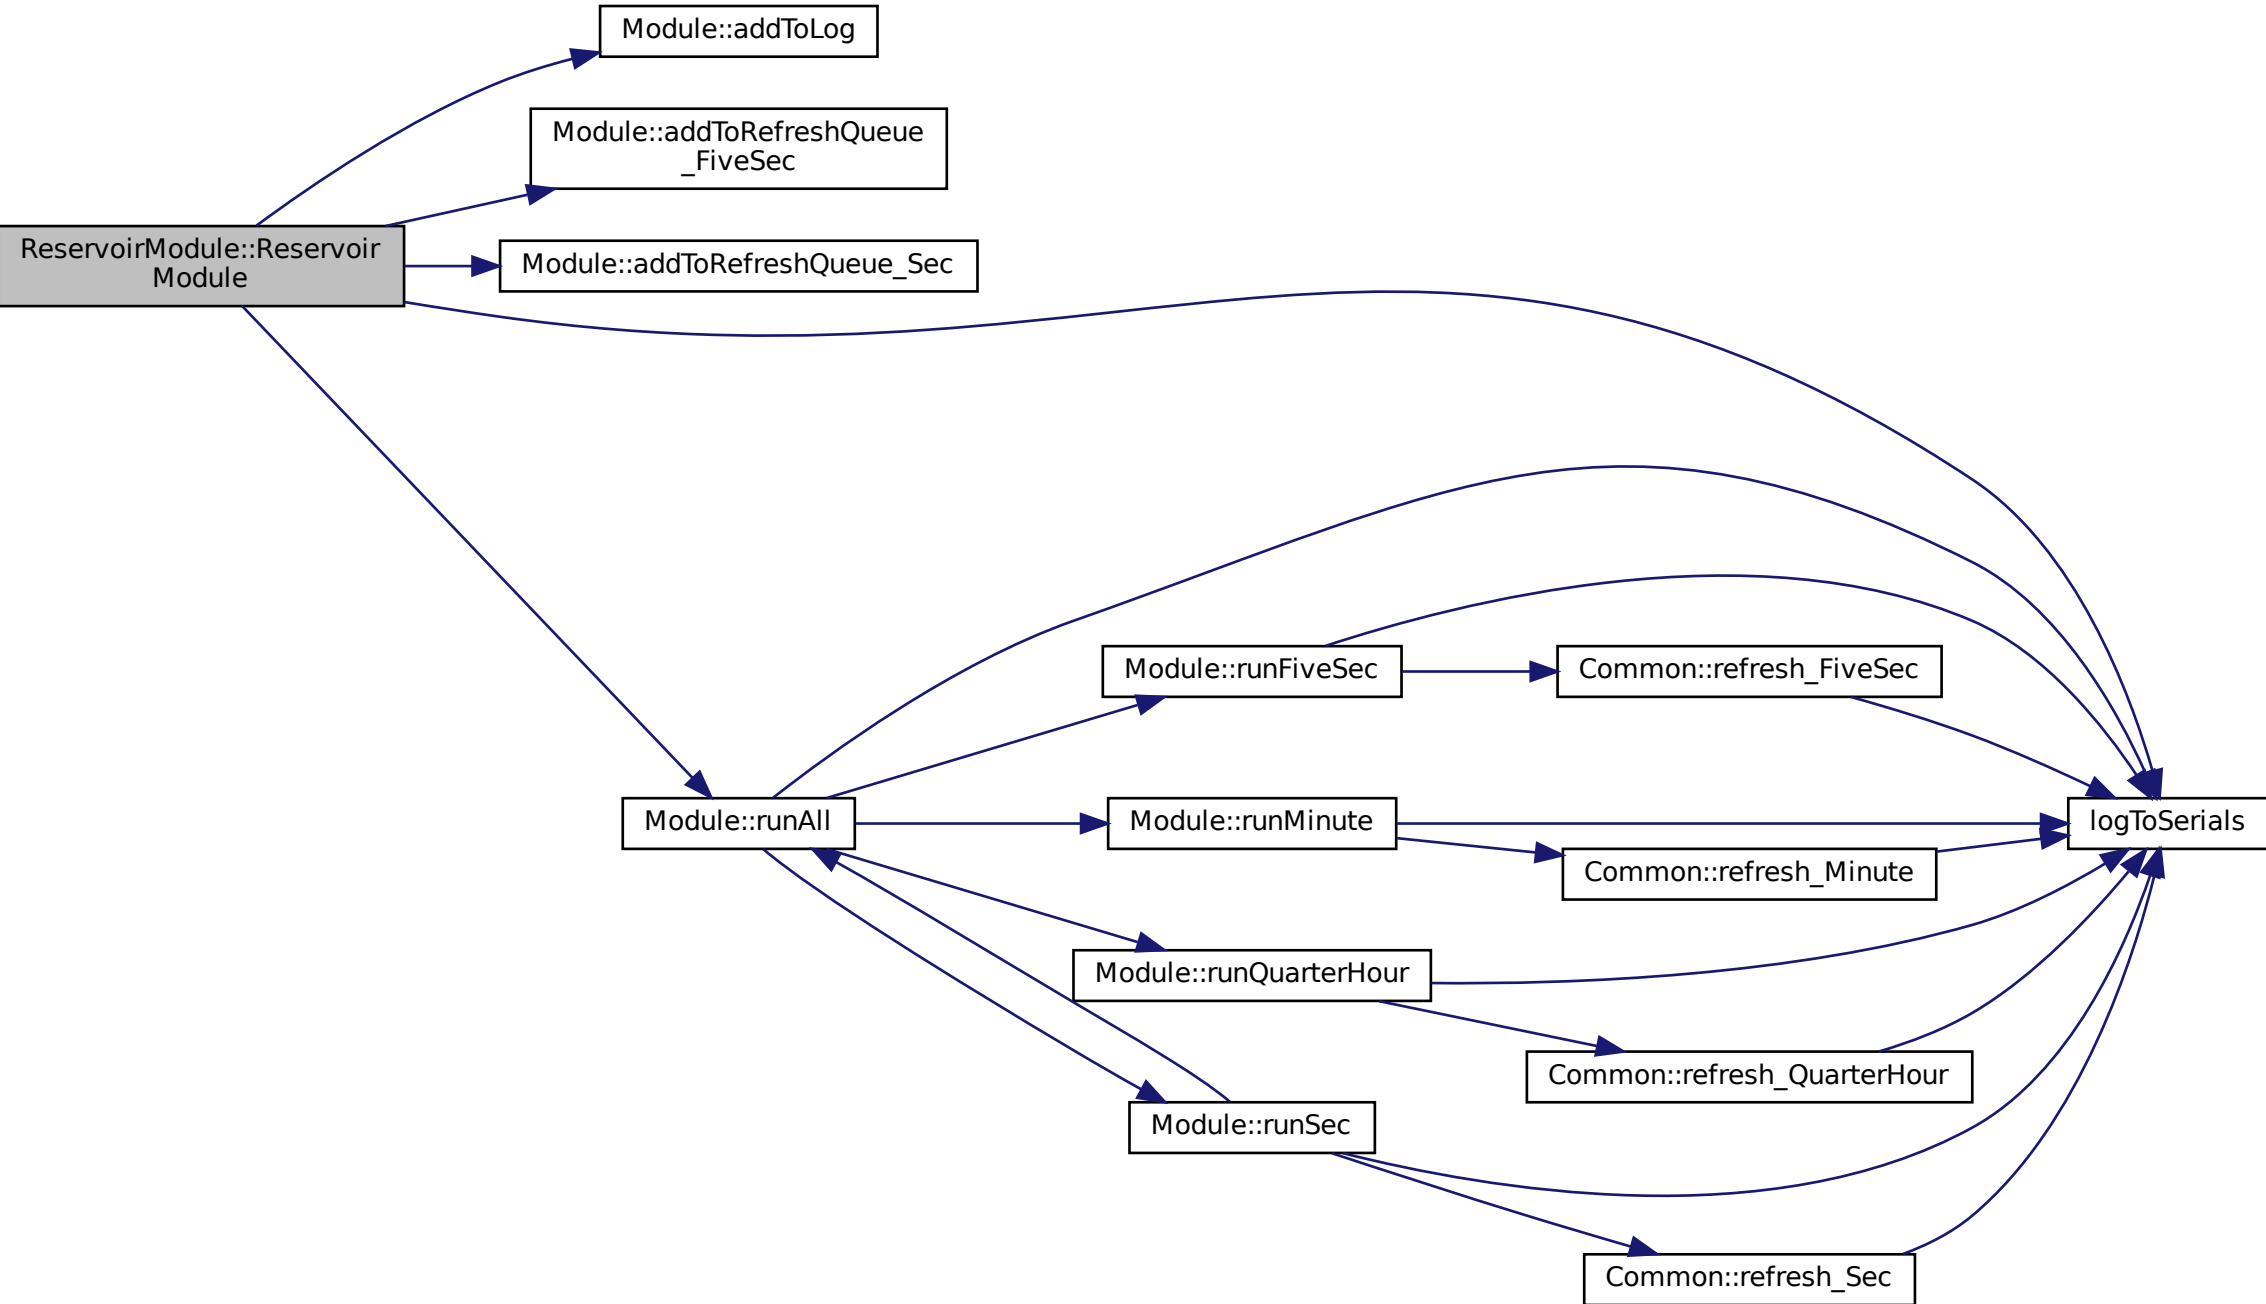 Module::addToLog
Module::addToRefreshQueue
_FiveSec
ReservoirModule::Reservoir
Module
Module::addToRefreshQueue_Sec
Module::runFiveSec
Common::refresh_FiveSec
Module::runAll
Module::runMinute
logToSerials
Common::refresh_Minute
Module::runQuarterHour
Common::refresh_QuarterHour
Module::runSec
Common::refresh_Sec